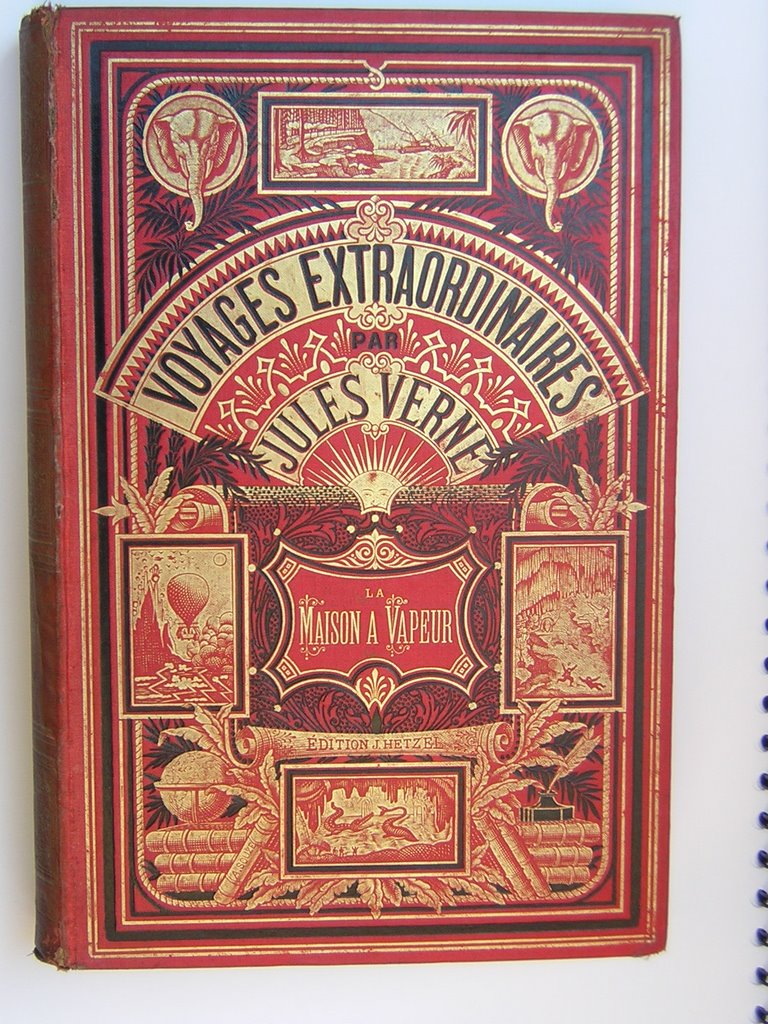 VOYAGES EXTRAORDINAIRES
PAR
JULES VERNE
LA
MAISON A VAPEUR
ÉDITION J. HETZEL